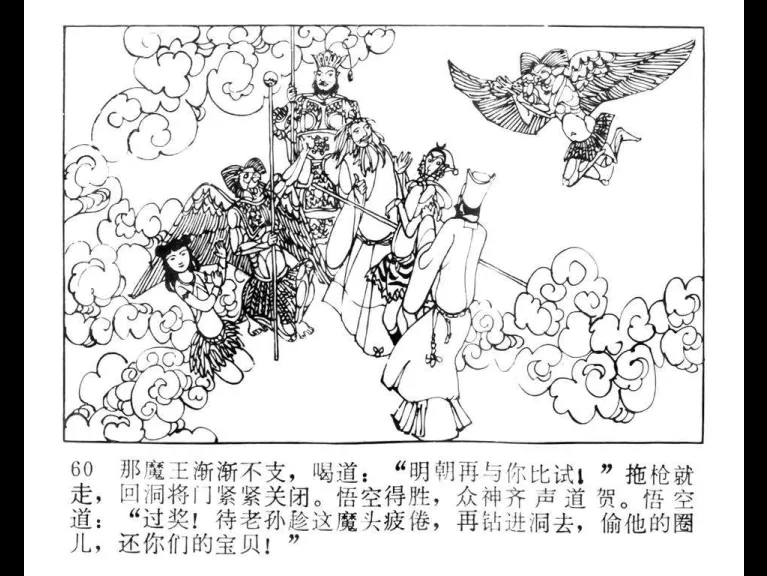 60 那魔王渐渐不支，喝道：“明朝再与你比试！”拖枪就
走，回洞将门紧紧关闭。悟空得胜，众神齐声道贺。悟空
道：“过奖！待老孙趁这魔头疲倦，再钻进洞去，偷他的圈
儿，还你们的宝贝！”